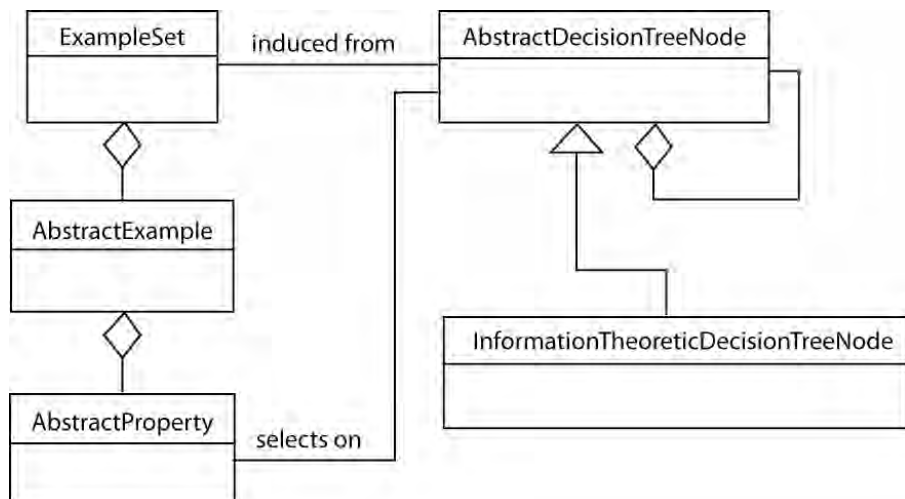 ExampleSet
induced from
AbstractDecisionTreeNode
AbstractExample
InformationTheoreticDecisionTreeNode
AbstractProperty
selects on